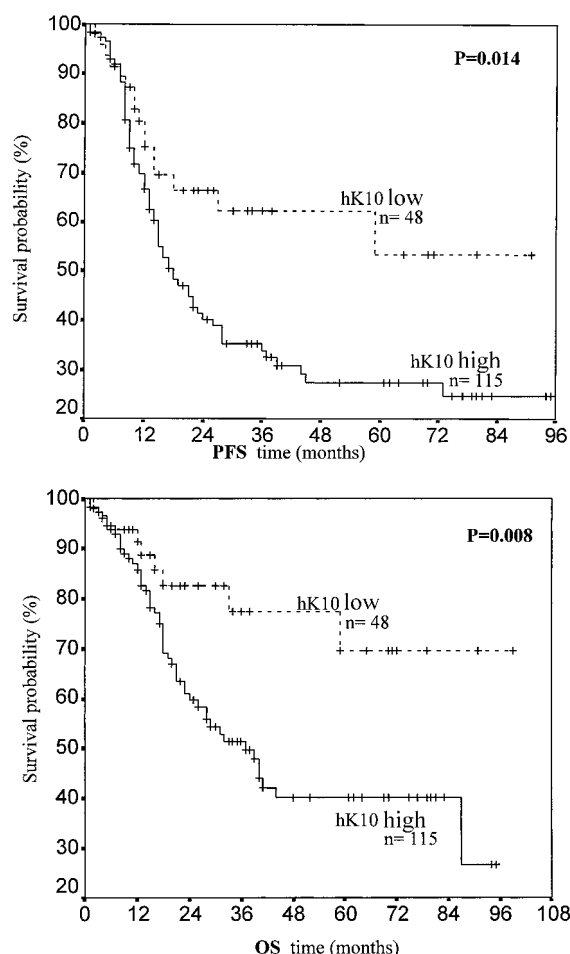 P=0.014
Survival probability (%)
100
90
80
70
60
50
40
30
20
hK10 low
n= 48
hK10 high
n= 115
0 12 24 36 48 60 72 84 96
PFS time (months)
P=0.008
Survival probability (%)
100
90
80
70
60
50
40
30
20
hK10 low
n= 48
hK10 high
n= 115
0 12 24 36 48 60 72 84 96 108
OS time (months)